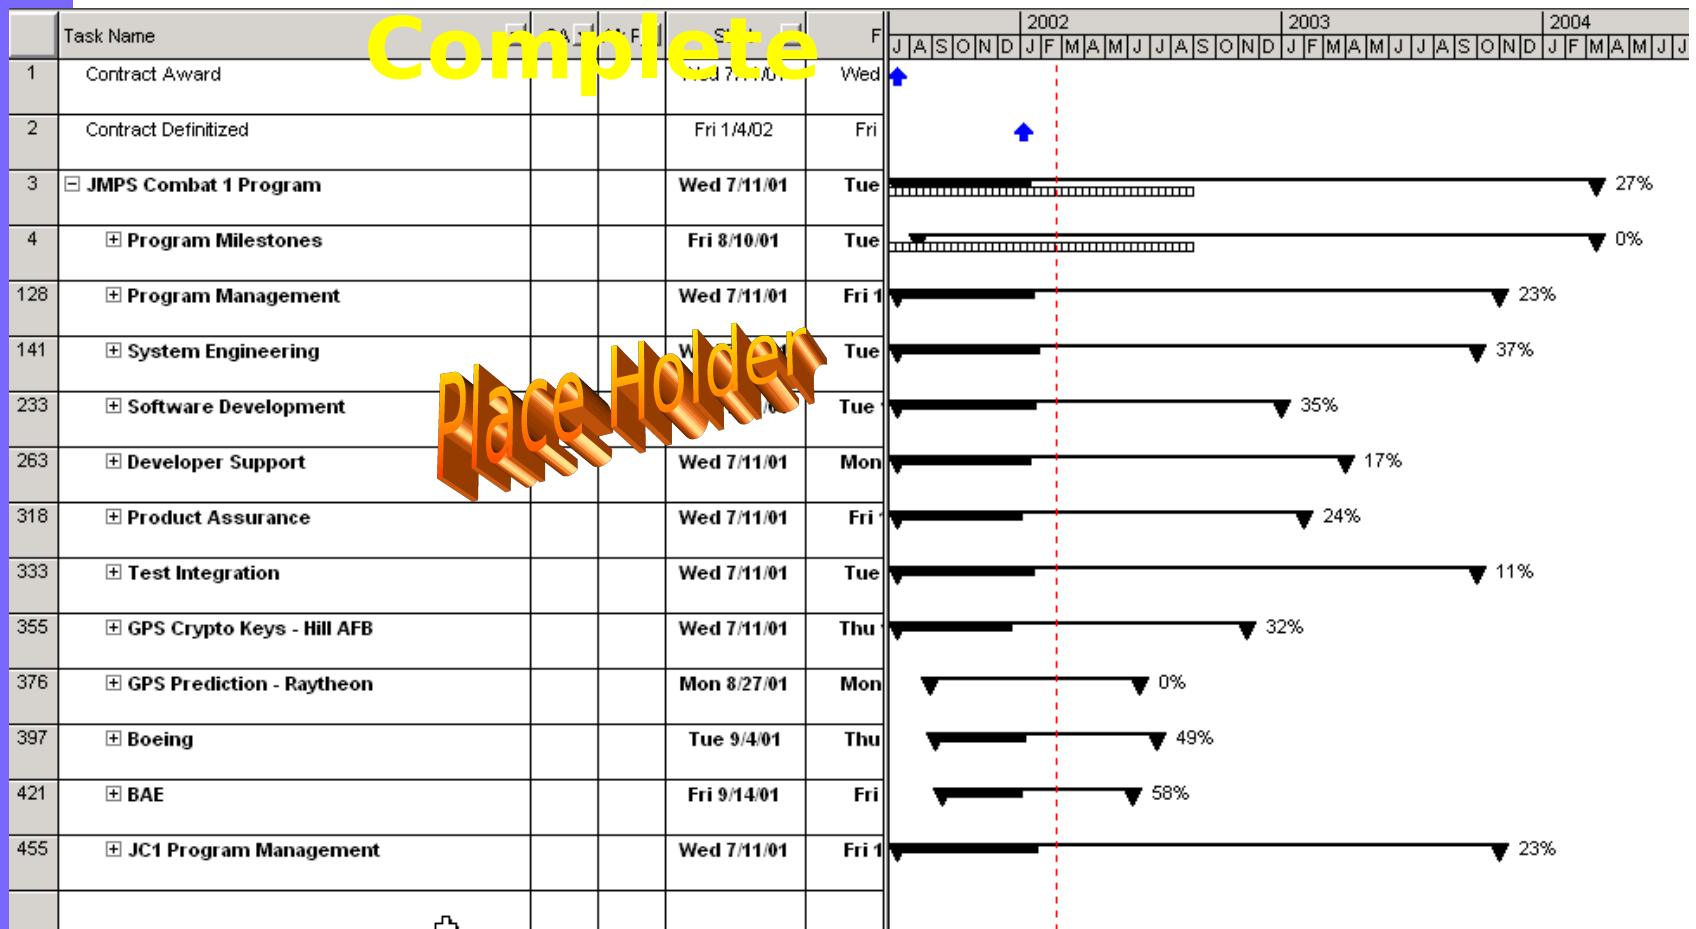 Complete
2002 2003 2004
Task Name
J A S O N D J F M A M J J A S O N D J F M A M J J A S O N D J F M A M J J
1 Contract Award Wed
2 Contract Definitized Fri 1/4/02 Fri
3 JMPS Combat 1 Program Wed 7/11/01 Tue 27%
4 Program Milestones Fri 8/10/01 Tue 0%
128 Program Management Wed 7/11/01 Fri 1 23%
141 System Engineering Tue 37%
Place Holder
233 Software Development Tue 35%
263 Developer Support Wed 7/11/01 Mon 17%
318 Product Assurance Wed 7/11/01 Fri 24%
333 Test Integration Wed 7/11/01 Tue 11%
355 GPS Crypto Keys - Hill AFB Wed 7/11/01 Thu 32%
376 GPS Prediction - Raytheon Mon 8/27/01 Mon 0%
397 Boeing Tue 9/4/01 Thu 49%
421 BAE Fri 9/14/01 Fri 58%
455 JC1 Program Management Wed 7/11/01 Fri 1 23%